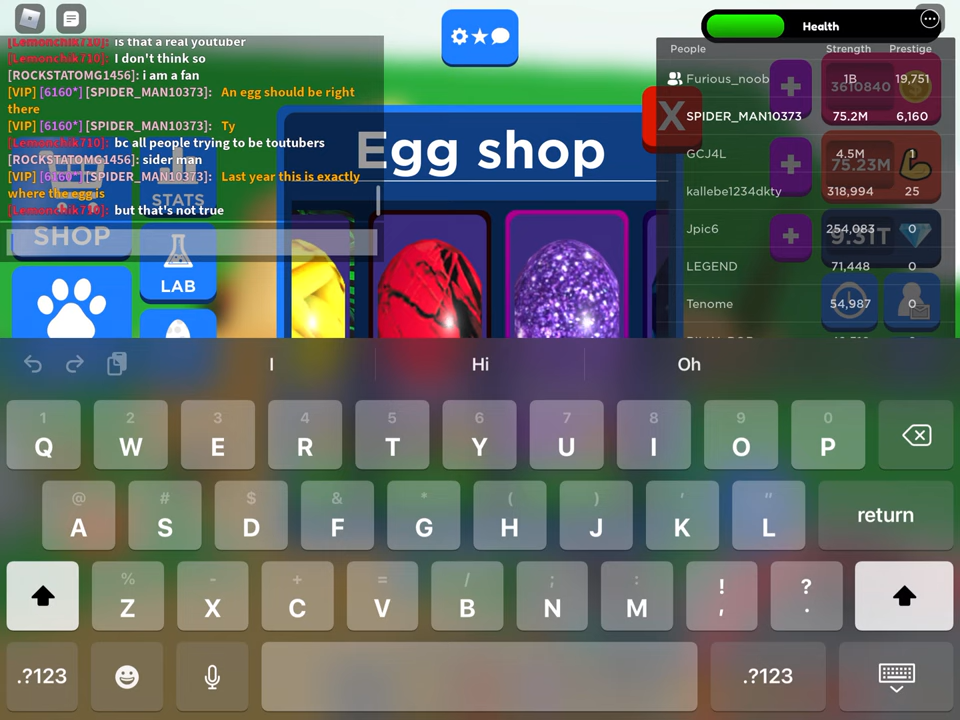 [Lemonchik710]: is that a real youtuber
[Lemonchik710]: I don't think so
[ROCKSTATOMG1456]: i am a fan
[VIP] [6160*] [SPIDER_MAN10373]: An egg should be right
there
[VIP] [6160*] [SPIDER_MAN10373]: Ty
[Lemonchik710]: bc all people trying to be toutubers
[ROCKSTATOMG1456]: sider man
[VIP] [6160*] [SPIDER_MAN10373]: Last year this is exactly
where the egg is
[Lemonchik710]: but that's not true
SHOP
STATS
LAB
Egg shop
X
Health
People Strength Prestige
Furious_noob 1B 19,751
SPIDER_MAN10373 75.2M 6,160
GCJ4L 4.5M 1
kallebe1234dkty 318,994 25
Jpic6 254,083 0
LEGEND 71,448 0
Tenome 54,987 0
3610840
75.23M
9.31T
I Hi Oh
1 2 3 4 5 6 7 8 9 0
Q W E R T Y U I O P
@ # $ & * ( ) ' "
A S D F G H J K L return
% - + = / ; : ! ?
Z X C V B N M , .
.?123 .?123